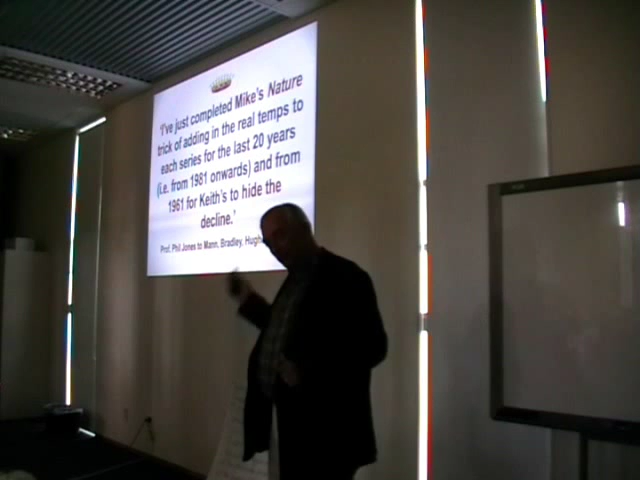 'I've just completed Mike's Nature
trick of adding in the real temps to
each series for the last 20 years
(i.e. from 1981 onwards) and from
1961 for Keith's to hide the
decline.'
Prof. Phil Jones to Mann, Bradley,